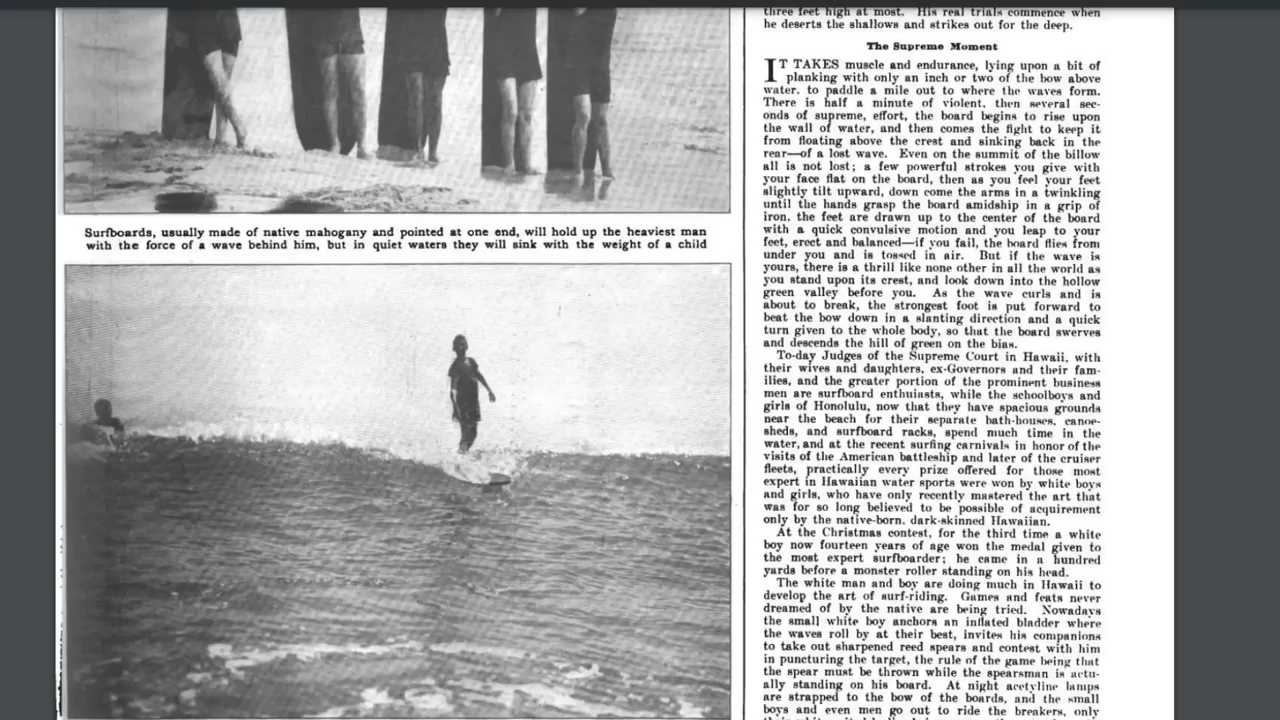 Surfboards, usually made of native mahogany and pointed at one end, will hold up the heaviest man
with the force of a wave behind him, but in quiet waters they will sink with the weight of a child
three feet high at most. His real trials commence when
he deserts the shallows and strikes out for the deep.
The Supreme Moment
IT TAKES muscle and endurance, lying upon a bit of
planking with only an inch or two of the bow above
water, to paddle a mile out to where the waves form.
There is half a minute of violent, then several sec-
onds of supreme, effort, the board begins to rise upon
the wall of water, and then comes the fight to keep it
from floating above the crest and sinking back in the
rear—of a lost wave. Even on the summit of the billow
all is not lost; a few powerful strokes you give with
your face flat on the board, then as you feel your feet
slightly tilt upward, down come the arms in a twinkling
until the hands grasp the board amidship in a grip of
iron, the feet are drawn up to the center of the board
with a quick convulsive motion and you leap to your
feet, erect and balanced—if you fail, the board flies from
under you and is tossed in air. But if the wave is
yours, there is a thrill like none other in all the world as
you stand upon its crest, and look down into the hollow
green valley before you. As the wave curls and is
about to break, the strongest foot is put forward to
beat the bow down in a slanting direction and a quick
turn given to the whole body, so that the board swerves
and descends the hill of green on the bias.
To-day Judges of the Supreme Court in Hawaii, with
their wives and daughters, ex-Governors and their fam-
ilies, and the greater portion of the prominent business
men are surfboard enthuiasts, while the schoolboys and
girls of Honolulu, now that they have spacious grounds
near the beach for their separate bath-houses, canoe-
sheds, and surfboard racks, spend much time in the
water, and at the recent surfing carnivals in honor of the
visits of the American battleship and later of the cruiser
fleets, practically every prize offered for those most
expert in Hawaiian water sports were won by white boys
and girls, who have only recently mastered the art that
was for so long believed to be possible of acquirement
only by the native-born, dark-skinned Hawaiian.
At the Christmas contest, for the third time a white
boy now fourteen years of age won the medal given to
the most expert surfboarder; he came in a hundred
yards before a monster roller standing on his head.
The white man and boy are doing much in Hawaii to
develop the art of surf-riding. Games and feats never
dreamed of by the native are being tried. Nowadays
the small white boy anchors an inflated bladder where
the waves roll by at their best, invites his companions
to take out sharpened reed spears and contest with him
in puncturing the target, the rule of the game being that
the spear must be thrown while the spearsman is actu-
ally standing on his board. At night acetyline lamps
are strapped to the bow of the boards, and the small
boys and even men go out to ride the breakers, only